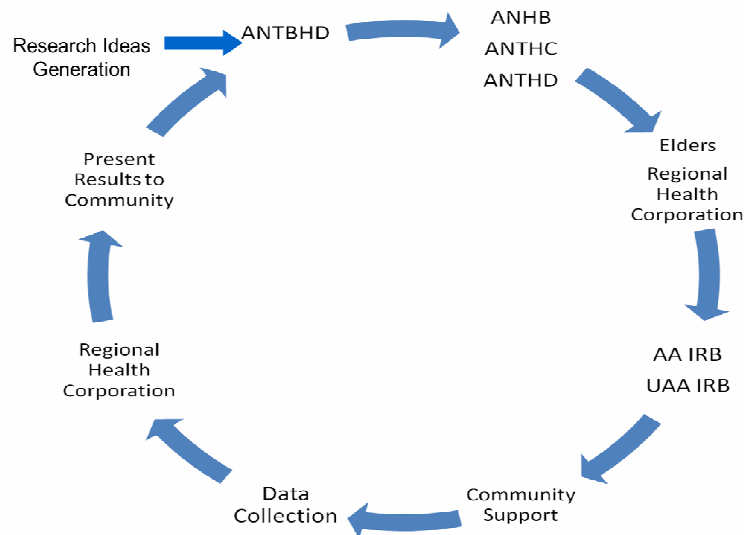 Research Ideas
Generation
ANTBHD
ANHB
ANTHC
ANTHD
Elders
Regional
Health
Corporation
AA IRB
UAA IRB
Community
Support
Data
Collection
Regional
Health
Corporation
Present
Results to
Community